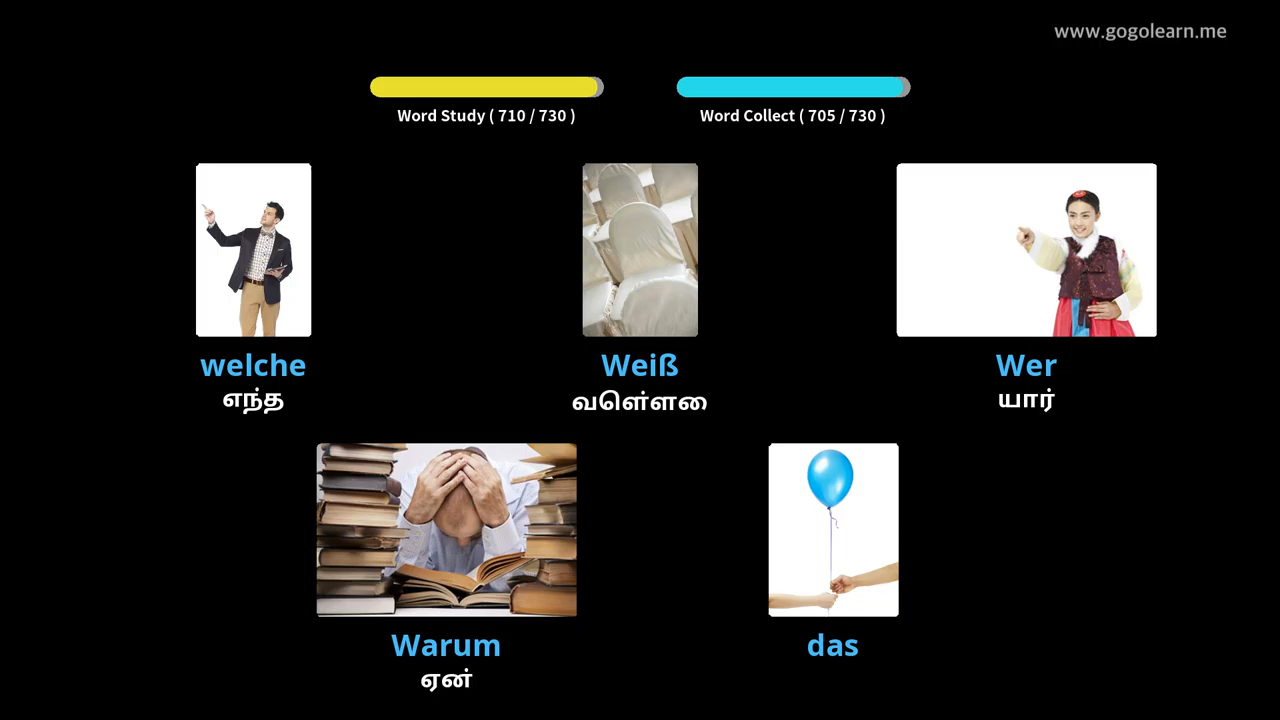 www.gogolearn.me
Word Study ( 710 / 730 )
Word Collect ( 705 / 730 )
welche
Weiß
Wer
எந்த
வெள்ளை
யார்
Warum
das
ஏன்